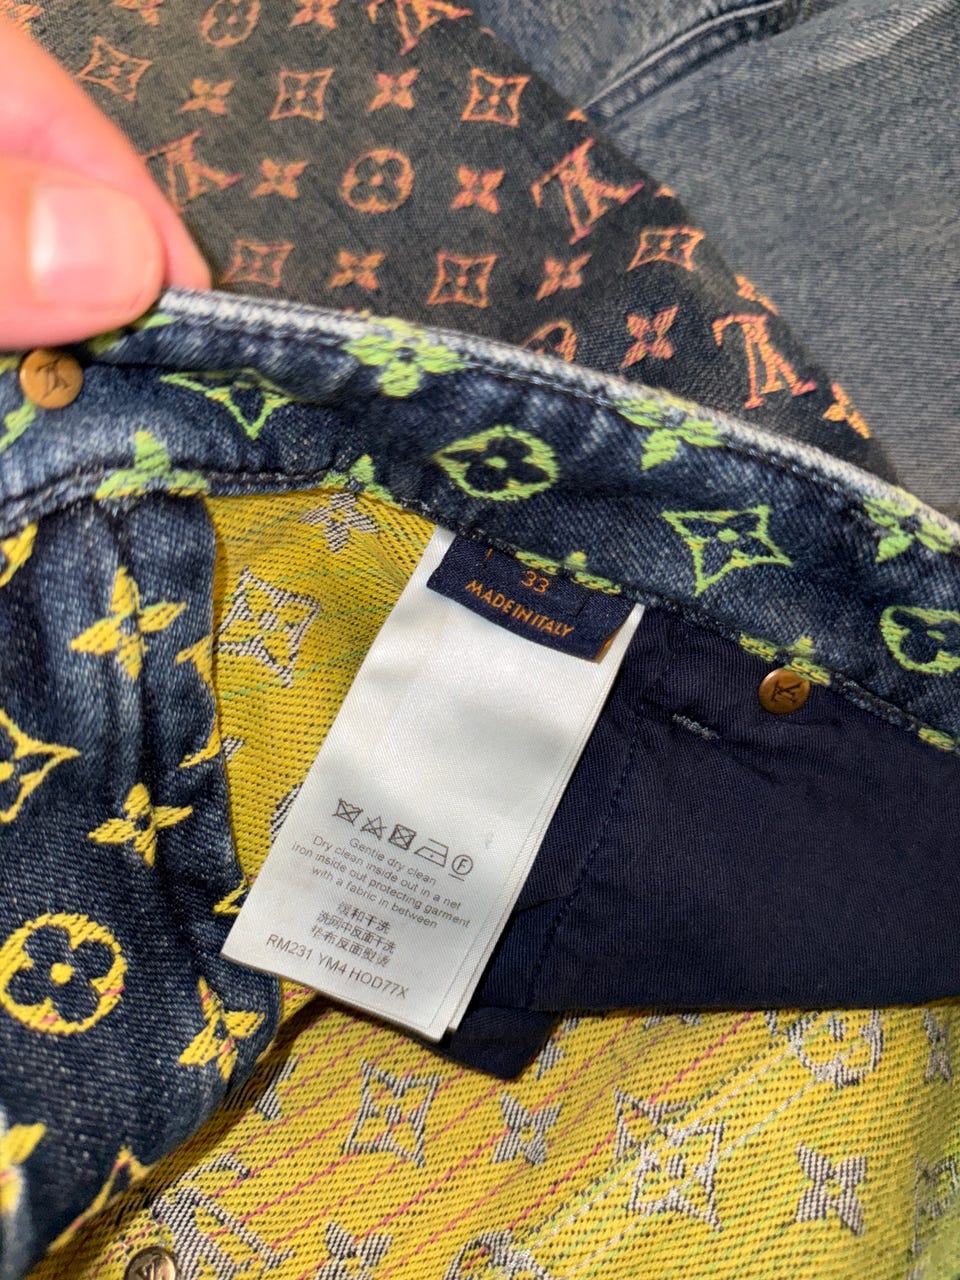 33
MADE IN ITALY
F
Gentle dry clean
Dry clean inside out in a net
iron inside out protecting garment
with a fabric in between
缓和干洗
洗网中反面干洗
垫布反面熨烫
RM231 YM4 HOD77X